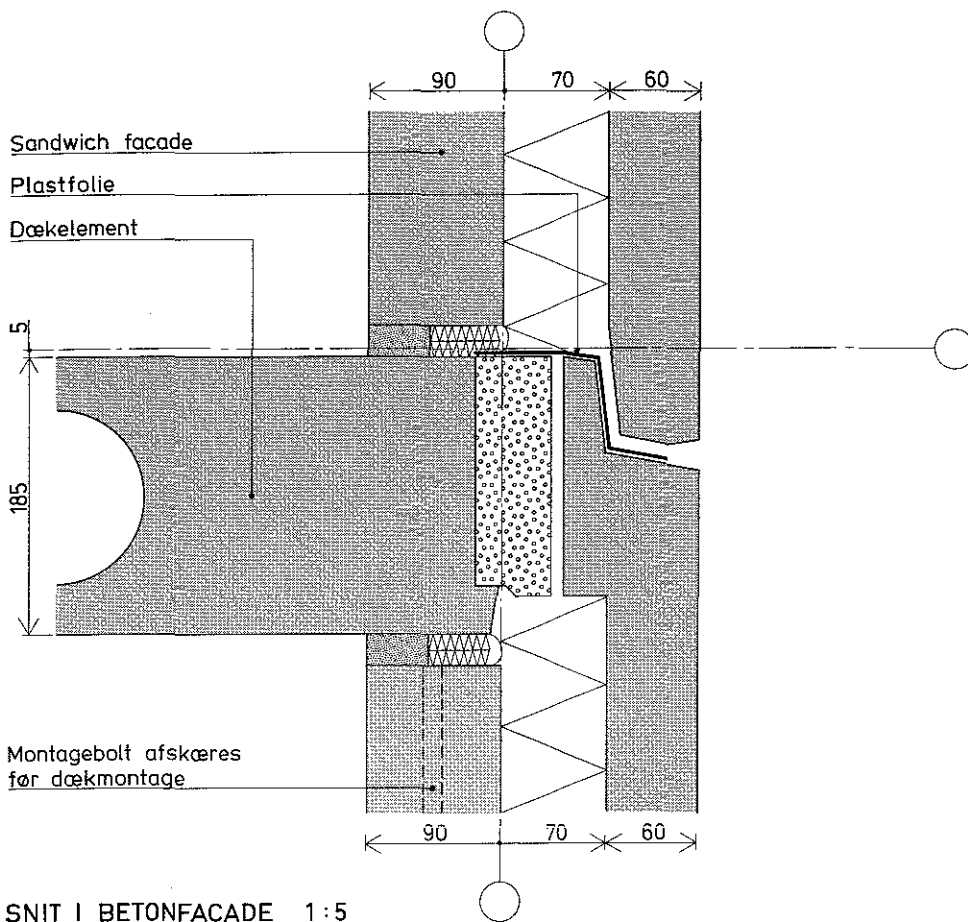 90 70 60
Sandwich facade
Plastfolie
Dækelement
5
185
Montagebolt afskæres
før dækmontage
90 70 60
SNIT I BETONFACADE 1:5